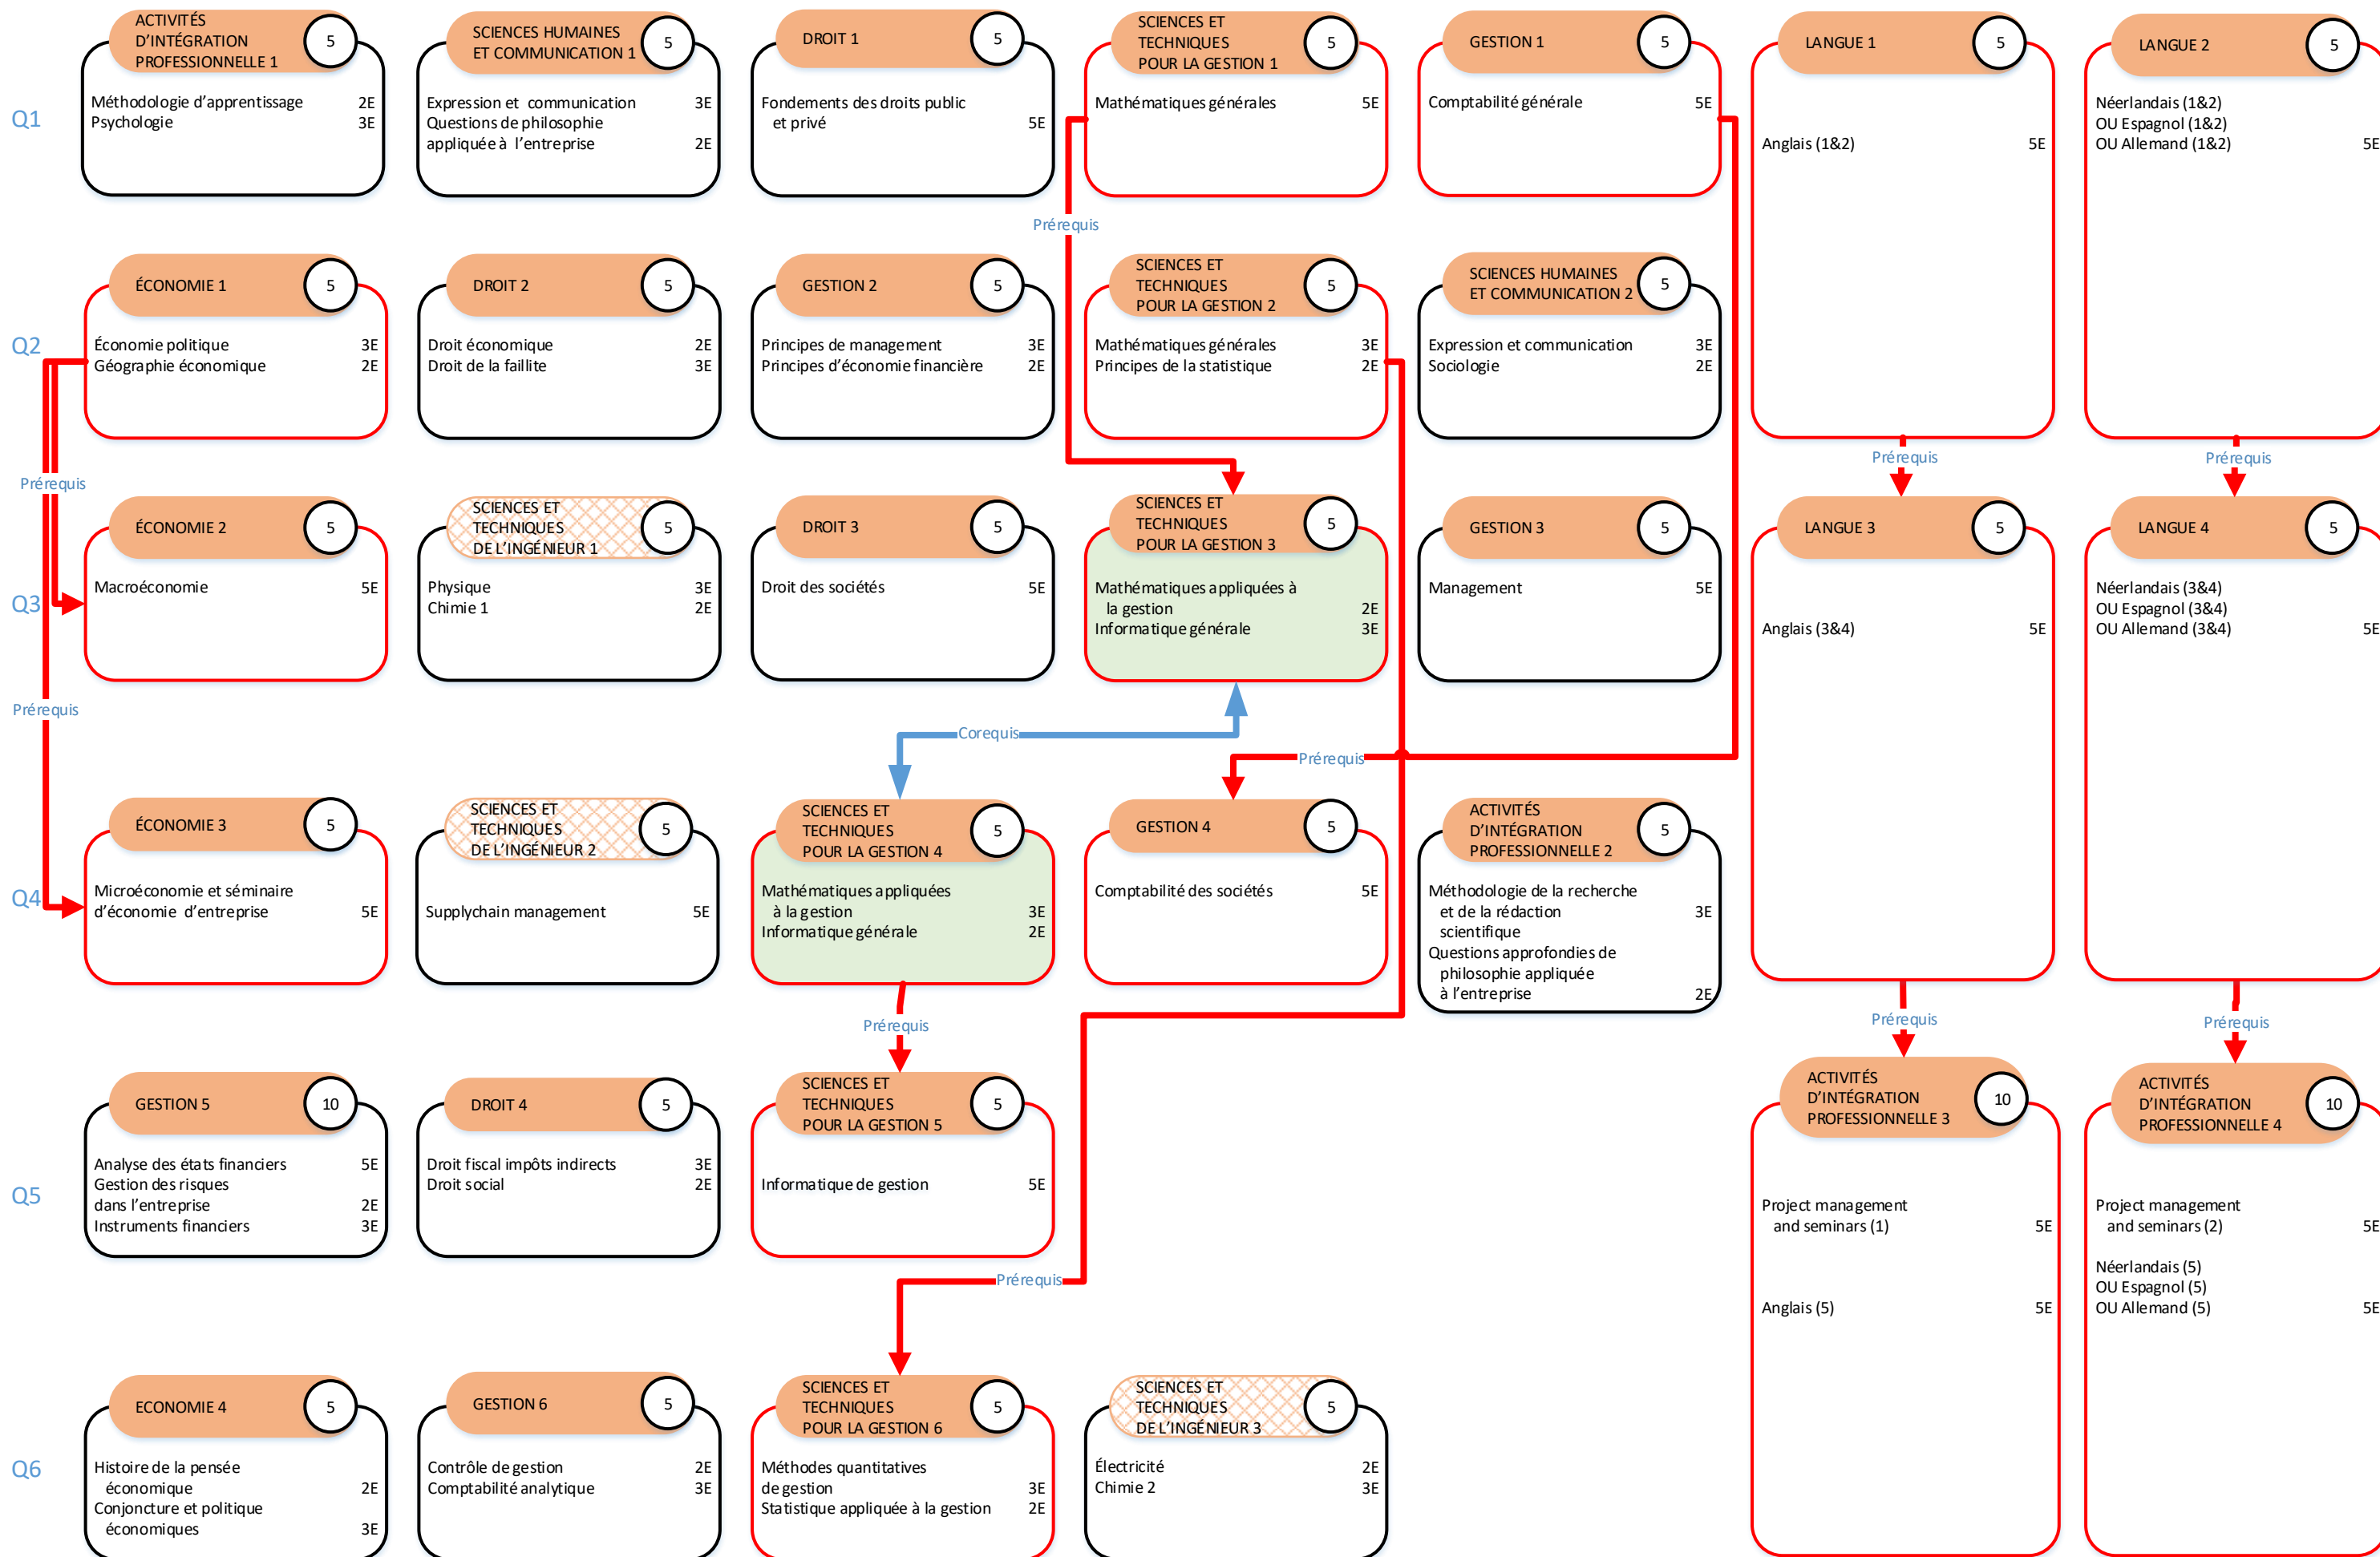 Q1
ACTIVITÉS
D'INTÉGRATION
PROFESSIONNELLE 1
5
Méthodologie d'apprentissage 2E
Psychologie 3E
SCIENCES HUMAINES
ET COMMUNICATION 1
5
Expression et communication 3E
Questions de philosophie
appliquée à l'entreprise 2E
DROIT 1
5
Fondements des droits public
et privé 5E
SCIENCES ET
TECHNIQUES
POUR LA GESTION 1
5
Mathématiques générales 5E
GESTION 1
5
Comptabilité générale 5E
LANGUE 1
5
Anglais (1&2) 5E
LANGUE 2
5
Néerlandais (1&2)
OU Espagnol (1&2)
OU Allemand (1&2) 5E
Prérequis
Q2
ÉCONOMIE 1
5
Économie politique 3E
Géographie économique 2E
DROIT 2
5
Droit économique 2E
Droit de la faillite 3E
GESTION 2
5
Principes de management 3E
Principes d'économie financière 2E
SCIENCES ET
TECHNIQUES
POUR LA GESTION 2
5
Mathématiques générales 3E
Principes de la statistique 2E
SCIENCES HUMAINES
ET COMMUNICATION 2
5
Expression et communication 3E
Sociologie 2E
Prérequis
Prérequis
Prérequis
Q3
ÉCONOMIE 2
5
Macroéconomie 5E
SCIENCES ET
TECHNIQUES
DE L'INGÉNIEUR 1
5
Physique 3E
Chimie 1 2E
DROIT 3
5
Droit des sociétés 5E
SCIENCES ET
TECHNIQUES
POUR LA GESTION 3
5
Mathématiques appliquées à
la gestion 2E
Informatique générale 3E
GESTION 3
5
Management 5E
LANGUE 3
5
Anglais (3&4) 5E
LANGUE 4
5
Néerlandais (3&4)
OU Espagnol (3&4)
OU Allemand (3&4) 5E
Prérequis
Corequis
Prérequis
Q4
ÉCONOMIE 3
5
Microéconomie et séminaire
d'économie d'entreprise 5E
SCIENCES ET
TECHNIQUES
DE L'INGÉNIEUR 2
5
Supplychain management 5E
SCIENCES ET
TECHNIQUES
POUR LA GESTION 4
5
Mathématiques appliquées
à la gestion 3E
Informatique générale 2E
GESTION 4
5
Comptabilité des sociétés 5E
ACTIVITÉS
D'INTÉGRATION
PROFESSIONNELLE 2
5
Méthodologie de la recherche
et de la rédaction 3E
scientifique
Questions approfondies de
philosophie appliquée
à l'entreprise 2E
Prérequis
Prérequis
Prérequis
Q5
GESTION 5
10
Analyse des états financiers 5E
Gestion des risques
dans l'entreprise 2E
Instruments financiers 3E
DROIT 4
5
Droit fiscal impôts indirects 3E
Droit social 2E
SCIENCES ET
TECHNIQUES
POUR LA GESTION 5
5
Informatique de gestion 5E
ACTIVITÉS
D'INTÉGRATION
PROFESSIONNELLE 3
10
Project management
and seminars (1) 5E
Anglais (5) 5E
ACTIVITÉS
D'INTÉGRATION
PROFESSIONNELLE 4
10
Project management
and seminars (2) 5E
Néerlandais (5)
OU Espagnol (5)
OU Allemand (5) 5E
Prérequis
Q6
ECONOMIE 4
5
Histoire de la pensée
économique 2E
Conjoncture et politique
économiques 3E
GESTION 6
5
Contrôle de gestion 2E
Comptabilité analytique 3E
SCIENCES ET
TECHNIQUES
POUR LA GESTION 6
5
Méthodes quantitatives
de gestion 3E
Statistique appliquée à la gestion 2E
SCIENCES ET
TECHNIQUES
DE L'INGÉNIEUR 3
5
Électricité 2E
Chimie 2 3E